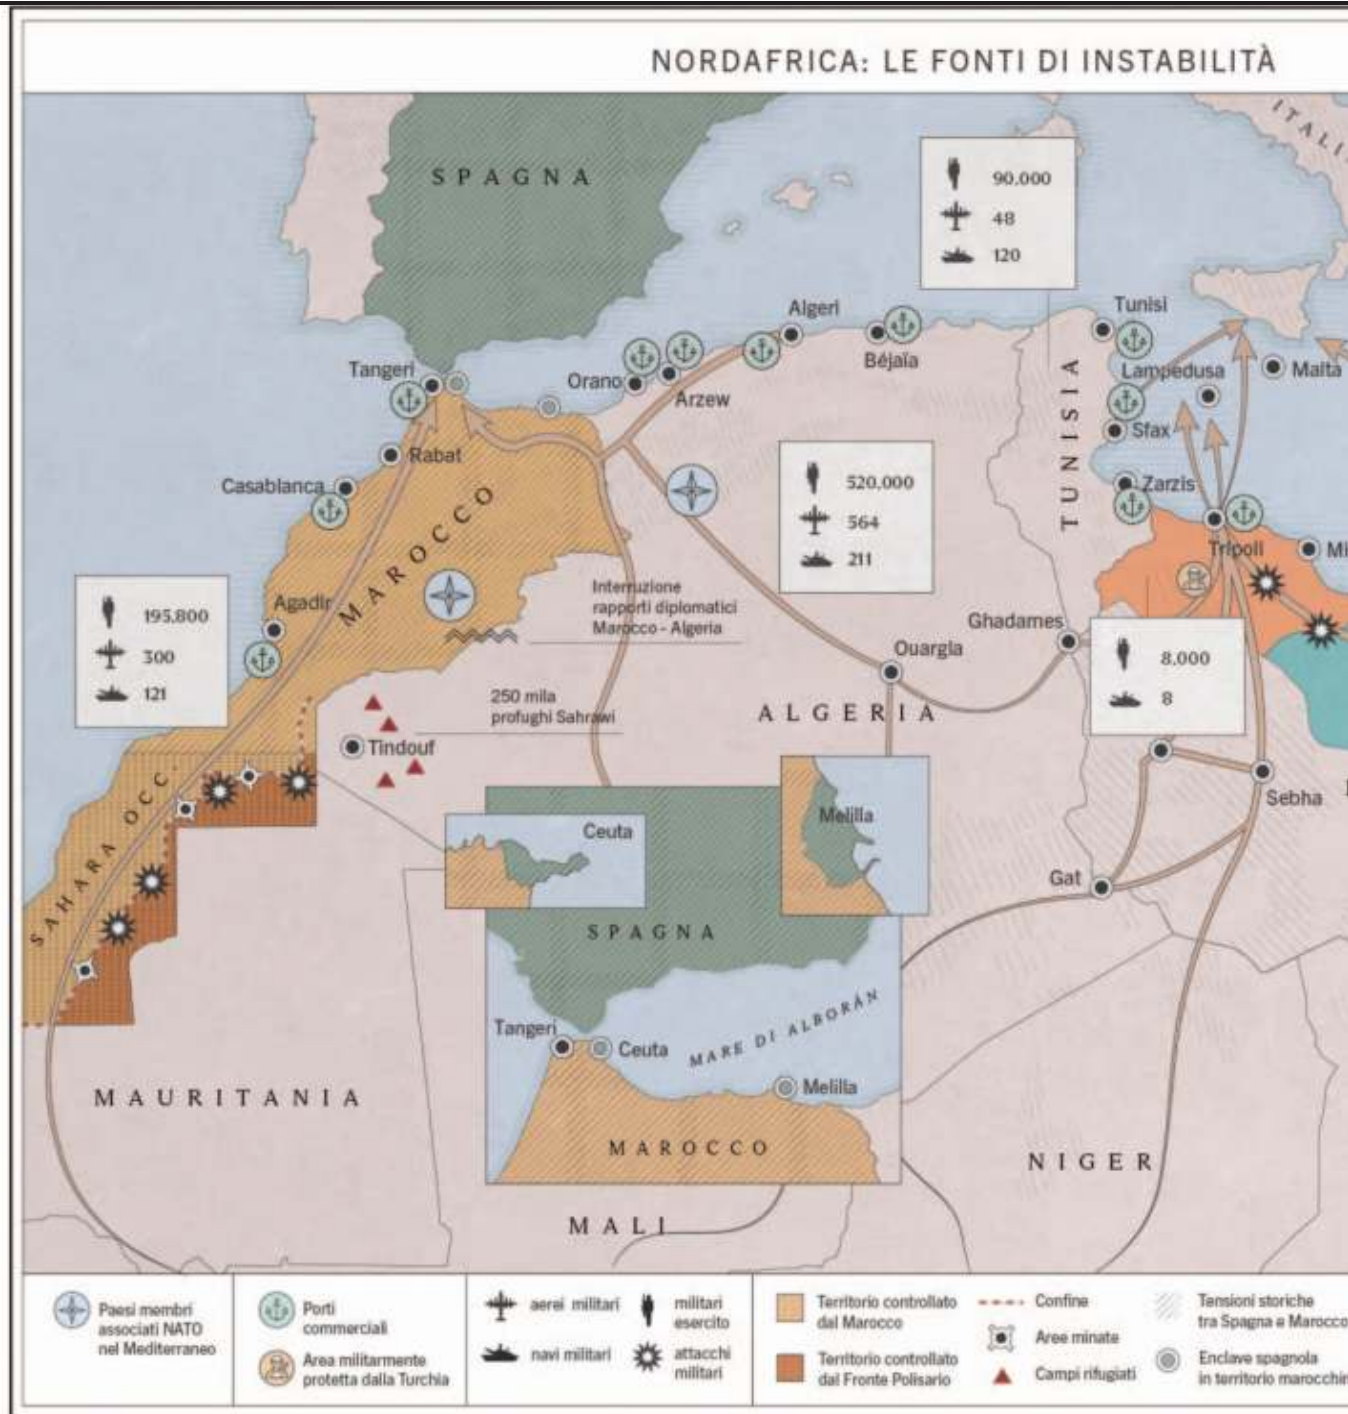 NORDAFRICA: LE FONTI DI INSTABILITÀ
SPAGNA
90.000
48
120
Algeri
Tunisi
Béjaïa
Tangeri
Orano
Arzew
Lampedusa
Malta
TUNISIA
Sfax
Rabat
Casablanca
Zarzis
520.000
564
211
MAROCCO
Tripoli
Mi
Interruzione
rapporti diplomatici
Marocco - Algeria
Agadir
195.800
300
121
Ghadames
Ouargla
8.000
8
250 mila
profughi Sahrawi
ALGERIA
Tindouf
Sebha
SAHARA OCC.
Ceuta
Melilla
Gat
SPAGNA
Tangeri
Ceuta
MARE DI ALBORÁN
Melilla
MAURITANIA
MAROCCO
NIGER
MALI
Paesi membri
associati NATO
nel Mediterraneo
Porti
commerciali
Area militarmente
protetta dalla Turchia
aerei militari
navi militari
militari
esercito
attacchi
militari
Territorio controllato
dal Marocco
Territorio controllato
dal Fronte Polisario
Confine
Aree minate
Campi rifugiati
Tensioni storiche
tra Spagna e Marocco
Enclave spagnola
in territorio marocchin